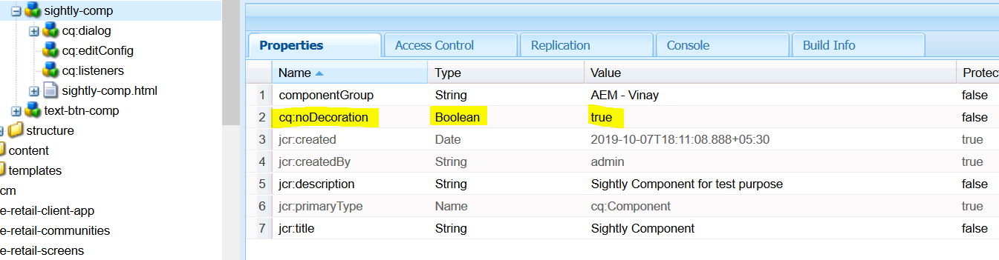 sightly-comp
cq:dialog
cq:editConfig
cq:listeners
sightly-comp.html
text-btn-comp
structure
content
templates
cm
e-retail-client-app
e-retail-communities
e-retail-screens
Properties Access Control Replication Console Build Info
Name Type Value Protec
1 componentGroup String AEM - Vinay false
2 cq:noDecoration Boolean true false
3 jcr:created Date 2019-10-07T18:11:08.888+05:30 true
4 jcr:createdBy String admin true
5 jcr:description String Sightly Component for test purpose false
6 jcr:primaryType Name cq:Component true
7 jcr:title String Sightly Component false